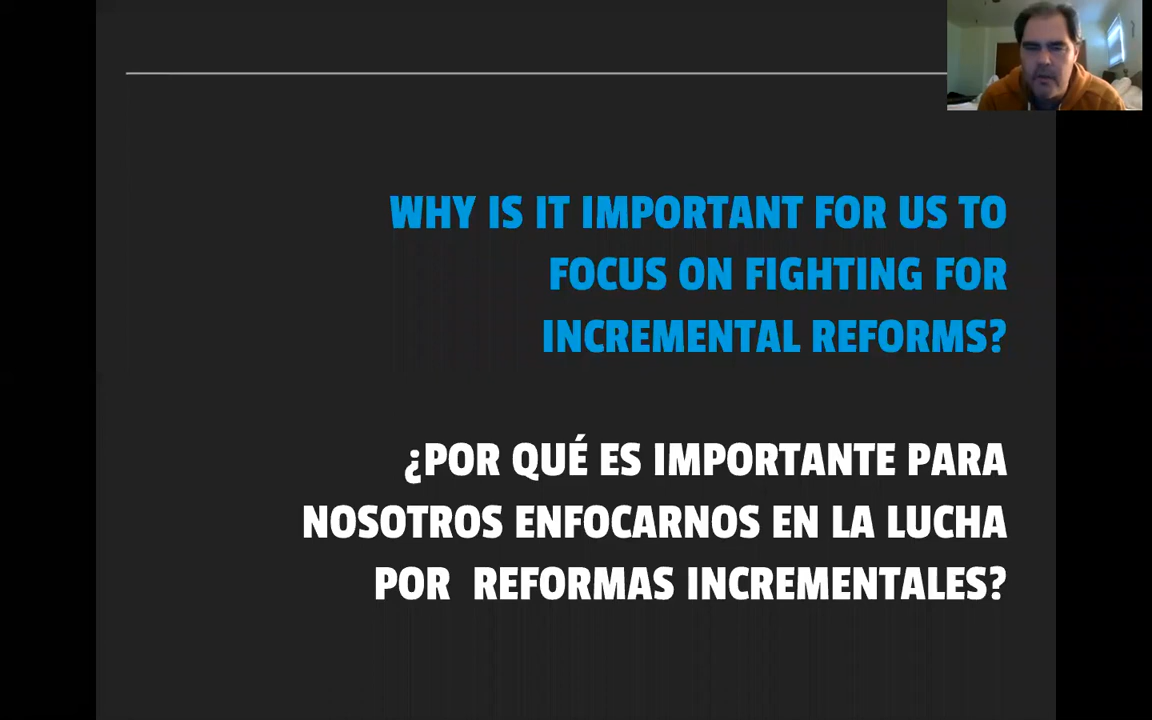 WHY IS IT IMPORTANT FOR US TO
FOCUS ON FIGHTING FOR
INCREMENTAL REFORMS?
¿POR QUÉ ES IMPORTANTE PARA
NOSOTROS ENFOCARNOS EN LA LUCHA
POR REFORMAS INCREMENTALES?